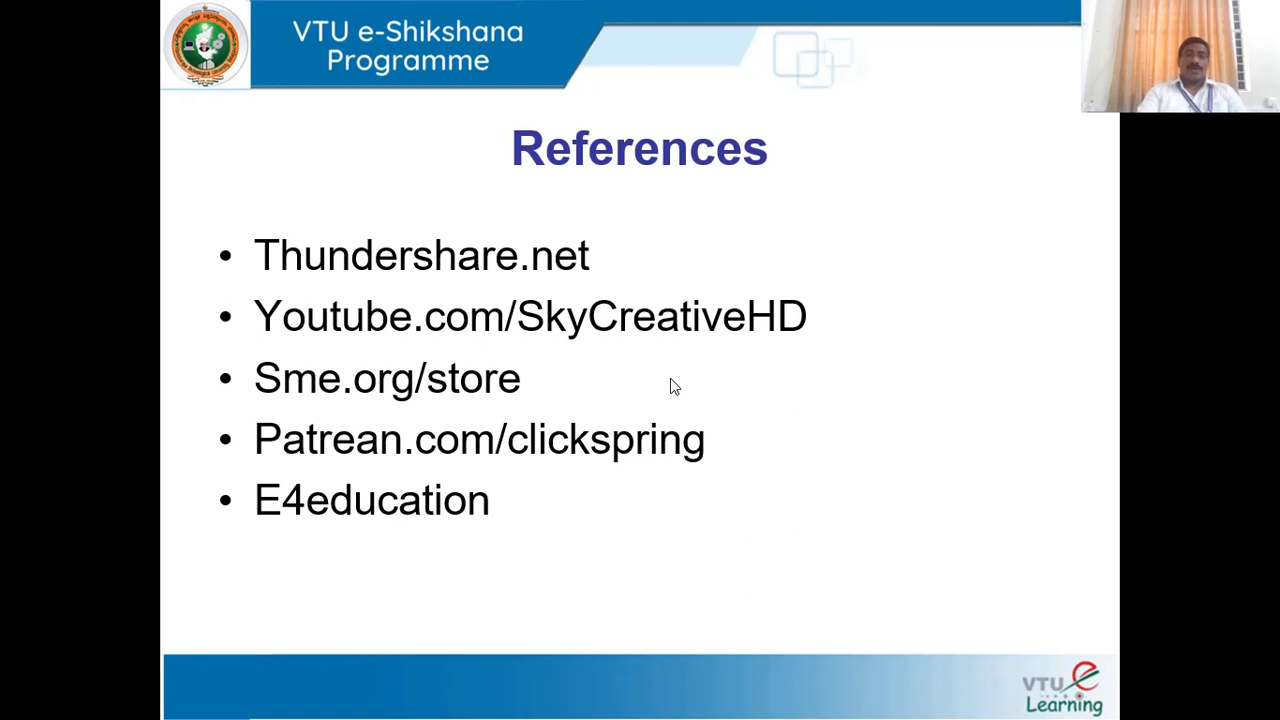 VTU e-Shikshana
Programme
References
• Thundershare.net
• Youtube.com/SkyCreativeHD
• Sme.org/store
• Patrean.com/clickspring
• E4education
VTU e
Learning